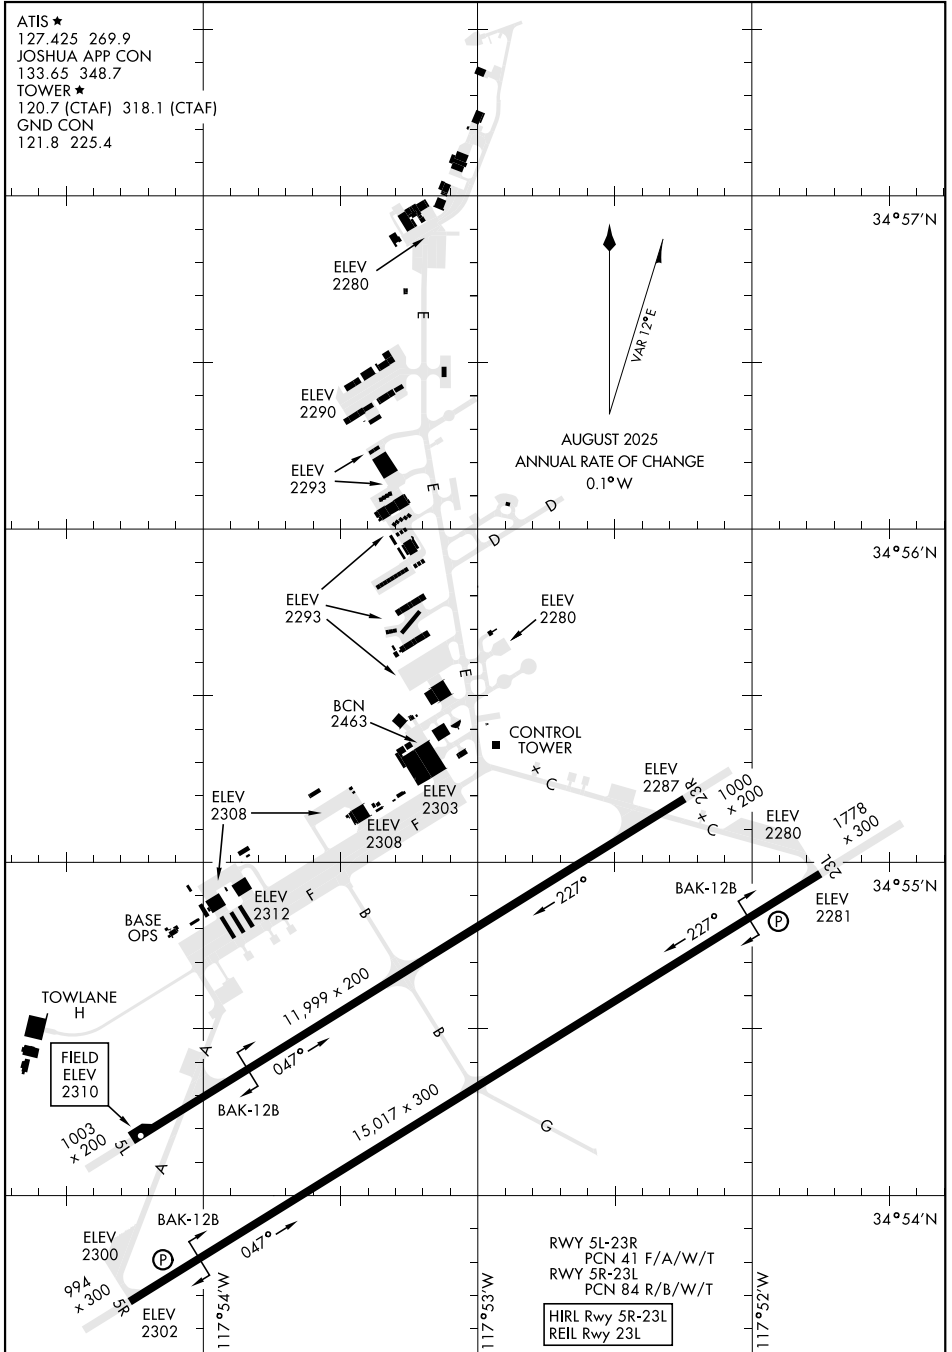 ATIS ★
127.425 269.9
JOSHUA APP CON
133.65 348.7
TOWER ★
120.7 (CTAF) 318.1 (CTAF)
GND CON
121.8 225.4
34°57'N
ELEV
2280
E
VAR 12°E
ELEV
2290
AUGUST 2025
ANNUAL RATE OF CHANGE
0.1° W
ELEV
2293
E
D
D
34°56'N
ELEV
2293
ELEV
2280
E
BCN
2463
CONTROL
TOWER
C
ELEV
2287
23R
1000
x 200
C
ELEV
2280
1778
x 300
23L
ELEV
2303
ELEV
2308
F
ELEV
2308
34°55'N
ELEV
2312
F
B
BASE
OPS
227°
BAK-12B
227°
P
ELEV
2281
TOWLANE
H
11,999 x 200
B
A
047°
BAK-12B
FIELD
ELEV
2310
1003
x 200
5L
A
15,017 x 300
G
34°54'N
BAK-12B
ELEV
2300
P
047°
994
x 300
5R
ELEV
2302
117°54'W
117°53'W
117°52'W
RWY 5L-23R
PCN 41 F/A/W/T
RWY 5R-23L
PCN 84 R/B/W/T
HIRL Rwy 5R-23L
REIL Rwy 23L